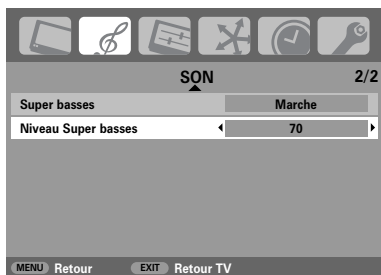 SON 2/2
Super basses Marche
Niveau Super basses 70
MENU Retour EXIT Retour TV